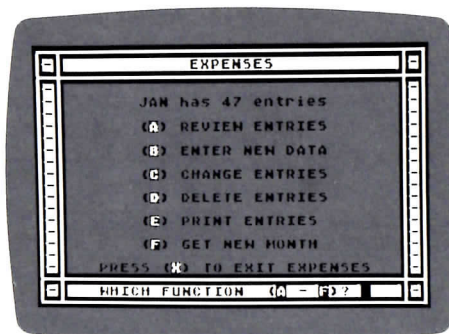 EXPENSES
JAN has 47 entries
(A) REVIEW ENTRIES
(B) ENTER NEW DATA
(C) CHANGE ENTRIES
(D) DELETE ENTRIES
(E) PRINT ENTRIES
(F) GET NEW MONTH
PRESS (X) TO EXIT EXPENSES
WHICH FUNCTION (A - F)?